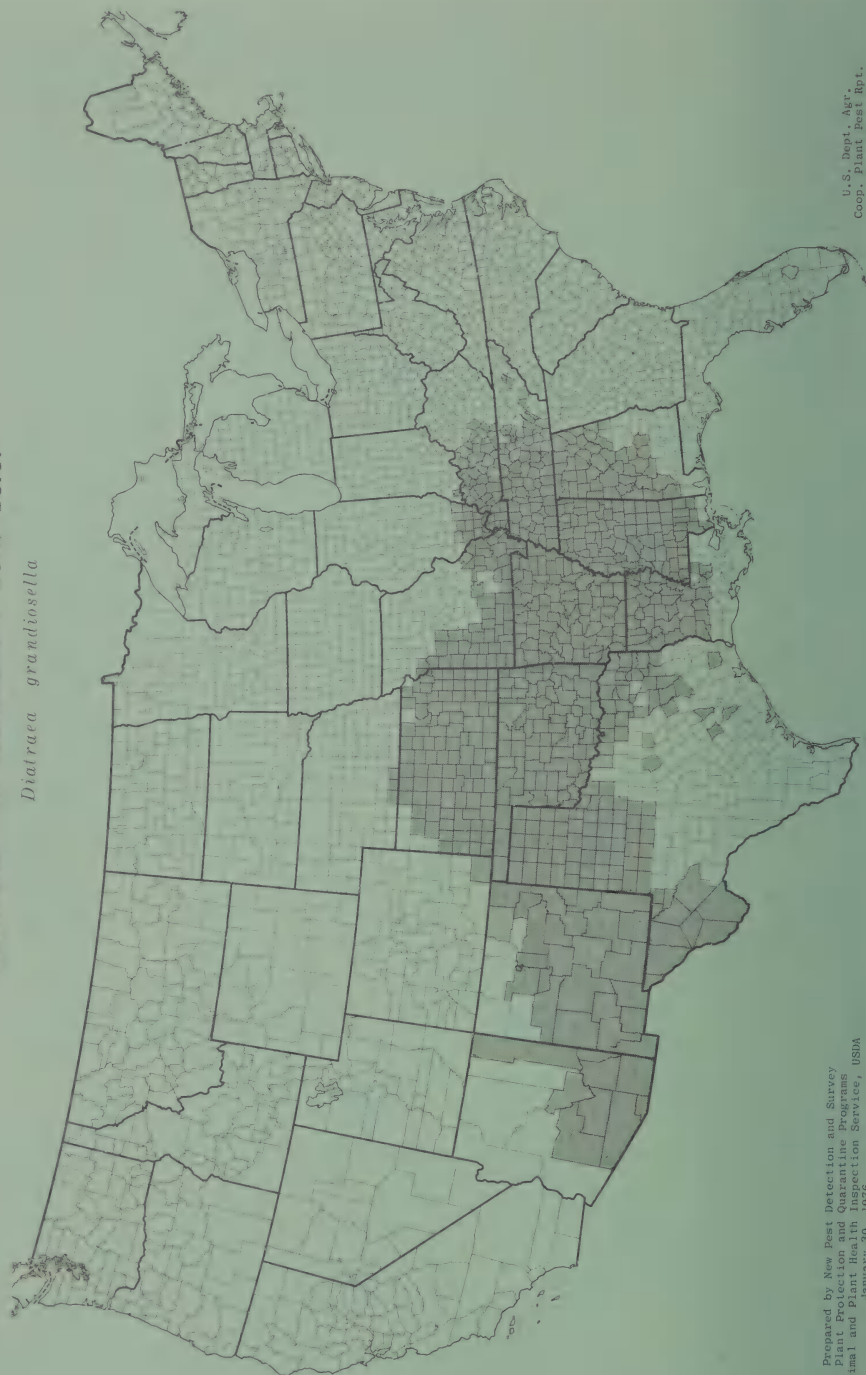 Diatraea grandiosella
Prepared by New Pest Detection and Survey
Plant Protection and Quarantine Programs
imal and Plant Health Inspection Service, USDA
U.S. Dept. Agr.
Coop. Plant Pest Rpt.